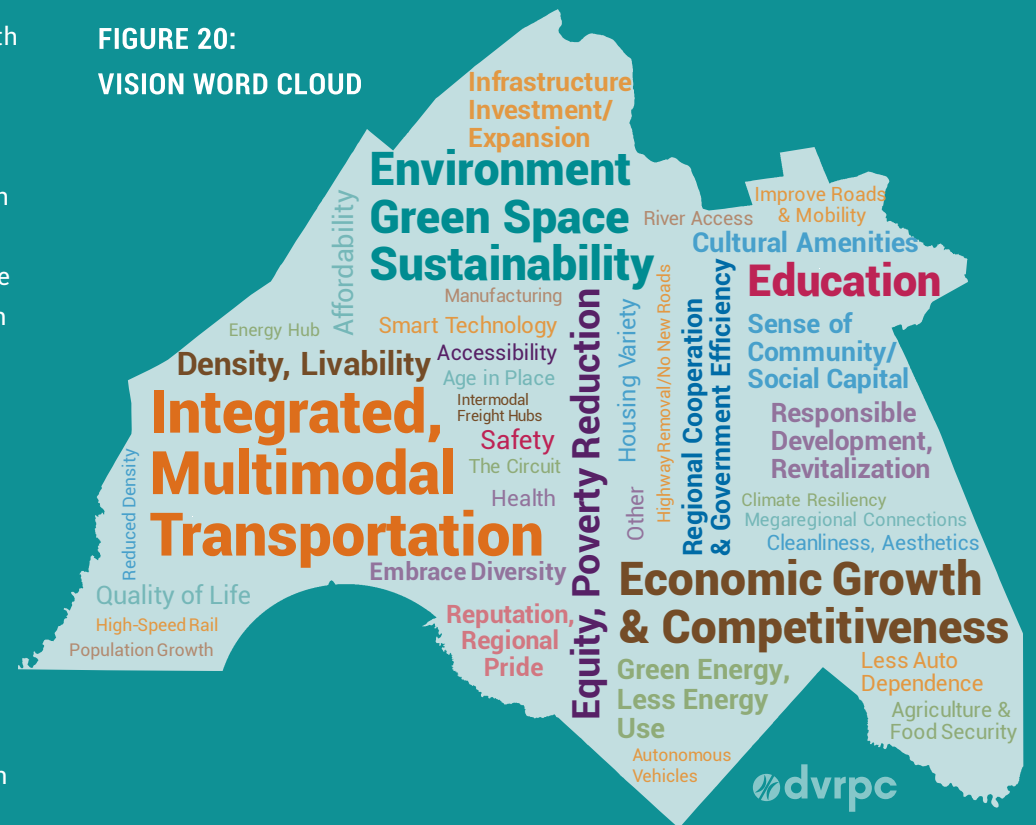 th
FIGURE 20:
VISION WORD CLOUD
n
e
n
n
Infrastructure
Investment/
Expansion
Environment
Green Space
Sustainability
Affordability
River Access
Improve Roads
& Mobility
Cultural Amenities
Education
Manufacturing
Smart Technology
Energy Hub
Density, Livability
Accessibility
Age in Place
Intermodal
Freight Hubs
Safety
The Circuit
Health
Integrated,
Multimodal
Transportation
Reduced Density
Embrace Diversity
Equity, Poverty Reduction
Housing Variety
Other
Highway Removal/No New Roads
Regional Cooperation
& Government Efficiency
Sense of
Community/
Social Capital
Responsible
Development,
Revitalization
Climate Resiliency
Megaregional Connections
Cleanliness, Aesthetics
Economic Growth
& Competitiveness
Quality of Life
High-Speed Rail
Population Growth
Reputation,
Regional
Pride
Green Energy,
Less Energy
Use
Autonomous
Vehicles
Less Auto
Dependence
Agriculture &
Food Security
dvrpc